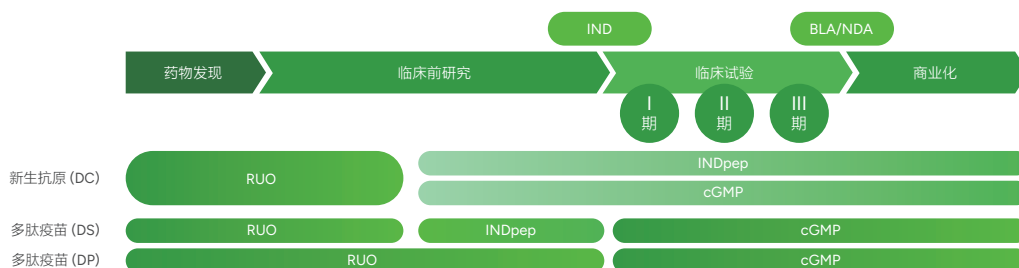 IND
BLA/NDA
药物发现
临床前研究
临床试验
商业化
I
期
II
期
III
期
新生抗原 (DC)
RUO
INDpep
cGMP
多肽疫苗 (DS)
RUO
INDpep
cGMP
多肽疫苗 (DP)
RUO
cGMP